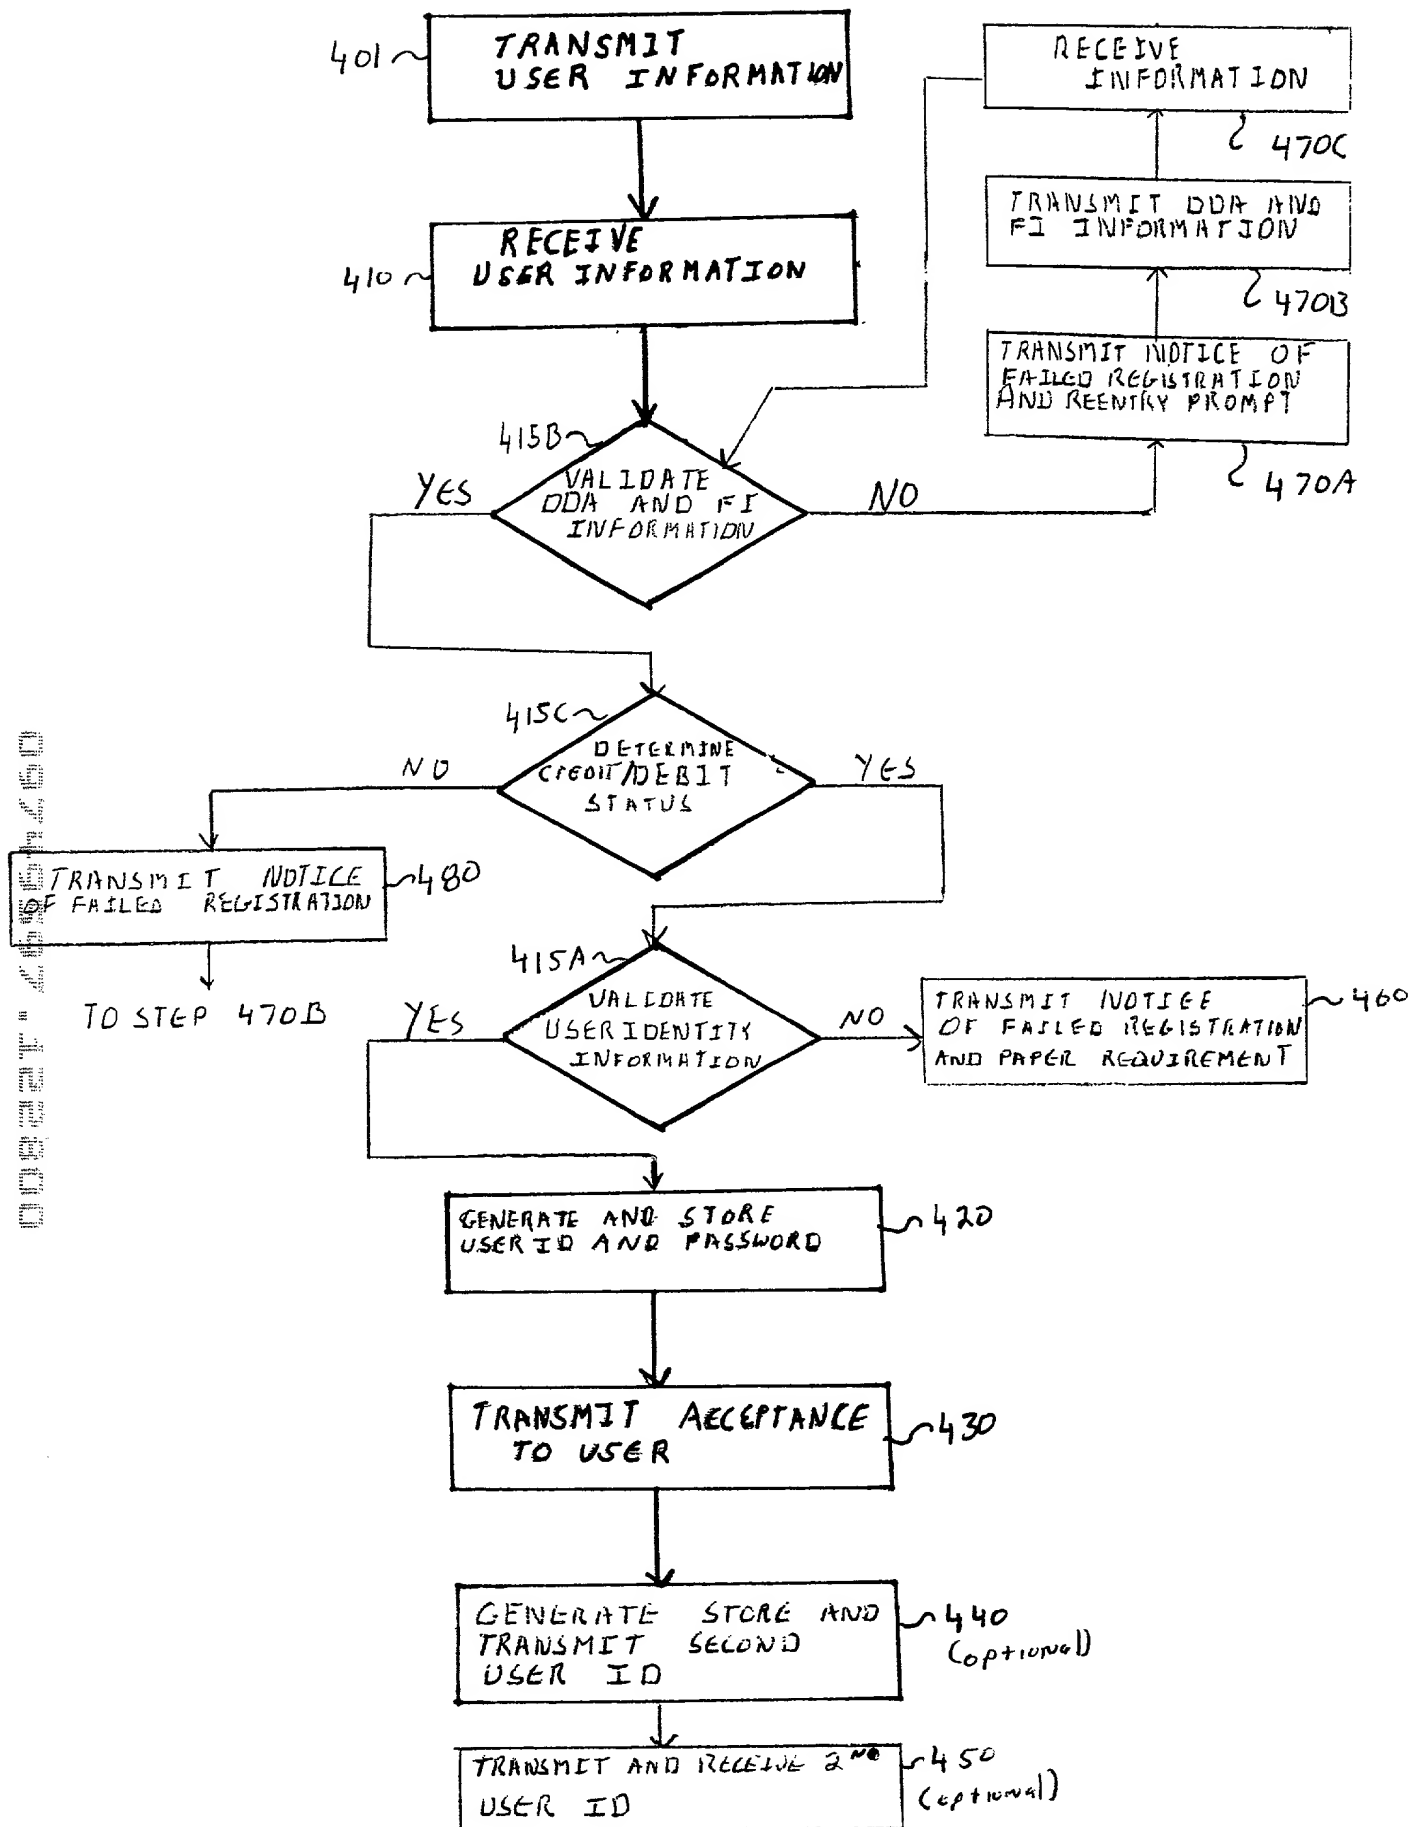 401
TRANSMIT
USER INFORMATION
RECEIVE
INFORMATION
470C
410
RECEIVE
USER INFORMATION
TRANSMIT DDA AND
FI INFORMATION
470B
TRANSMIT NOTICE OF
FAILED REGISTRATION
AND REENTRY PROMPT
470A
415B
VALIDATE
DDA AND FI
INFORMATION
YES
NO
415C
DETERMINE
CREDIT/DEBIT
STATUS
NO
YES
TRANSMIT NOTICE
OF FAILED REGISTRATION
480
TO STEP 470B
415A
VALIDATE
USER IDENTITY
INFORMATION
YES
NO
TRANSMIT NOTICE
OF FAILED REGISTRATION
AND PAPER REQUIREMENT
460
GENERATE AND STORE
USER ID AND PASSWORD
420
TRANSMIT ACCEPTANCE
TO USER
430
GENERATE STORE AND
TRANSMIT SECOND
USER ID
440
(optional)
TRANSMIT AND RECEIVE 2ND
USER ID
450
(optional)